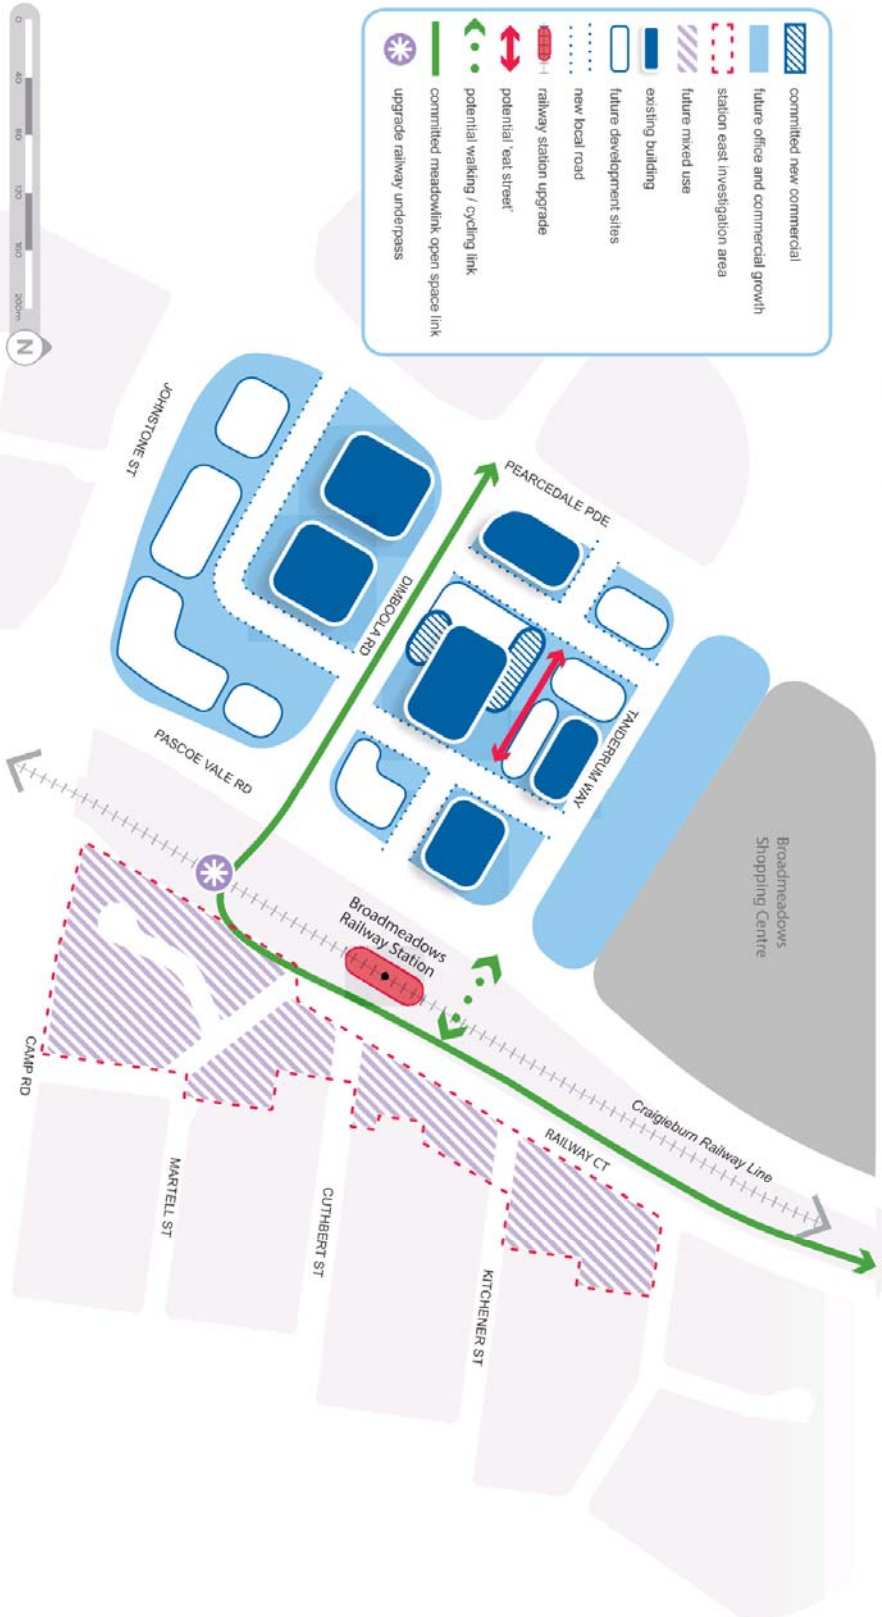 committed new commercial
future office and commercial growth
station east investigation area
future mixed use
existing building
future development sites
new local road
railway station upgrade
potential 'eat street'
potential walking / cycling link
committed meadowlink open space link
upgrade railway underpass
0 40 80 120 160 200m
N
Broadmeadows
Shopping Centre
PEARCEDALE PDE
TANDERRUM WAY
DIMBOOLA RD
JOHNSTONE ST
PASCOE VALE RD
Broadmeadows
Railway Station
Craigieburn Railway Line
RAILWAY CT
KITCHENER ST
CUTHBERT ST
MARTELL ST
CAMP RD